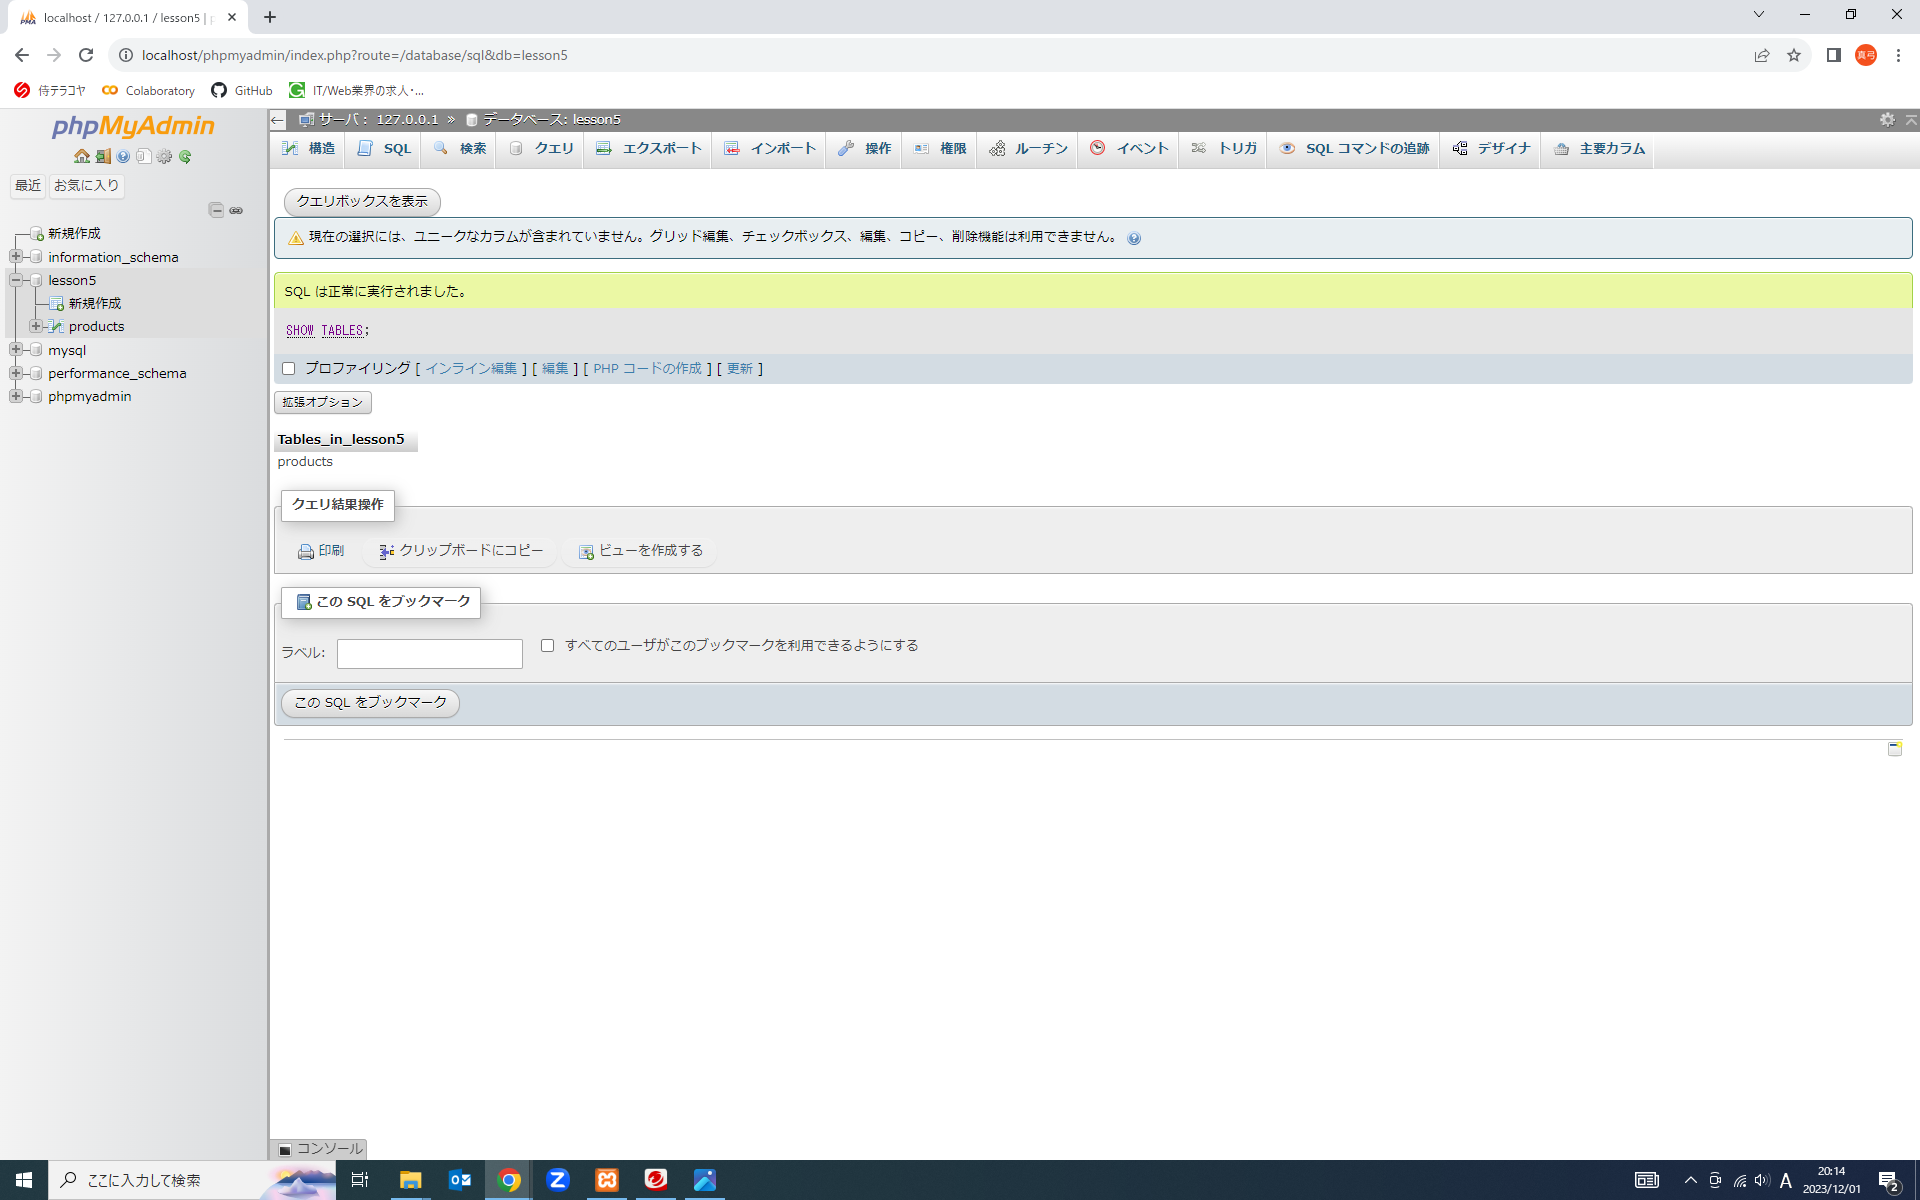 localhost / 127.0.0.1 / lesson5 | p
localhost/phpmyadmin/index.php?route=/database/sql&db=lesson5
真弓
侍テラコヤ
Colaboratory
GitHub
IT/Web業界の求人・...
phpMyAdmin
最近
お気に入り
新規作成
information_schema
lesson5
新規作成
products
mysql
performance_schema
phpmyadmin
サーバ： 127.0.0.1 » データベース: lesson5
構造
SQL
検索
クエリ
エクスポート
インポート
操作
権限
ルーチン
イベント
トリガ
SQL コマンドの追跡
デザイナ
主要カラム
クエリボックスを表示
現在の選択には、ユニークなカラムが含まれていません。グリッド編集、チェックボックス、編集、コピー、削除機能は利用できません。
SQL は正常に実行されました。
SHOW TABLES;
プロファイリング [ インライン編集 ] [ 編集 ] [ PHP コードの作成 ] [ 更新 ]
拡張オプション
Tables_in_lesson5
products
クエリ結果操作
印刷
クリップボードにコピー
ビューを作成する
この SQL をブックマーク
ラベル:
すべてのユーザがこのブックマークを利用できるようにする
この SQL をブックマーク
コンソール
ここに入力して検索
A
20:14
2023/12/01
2